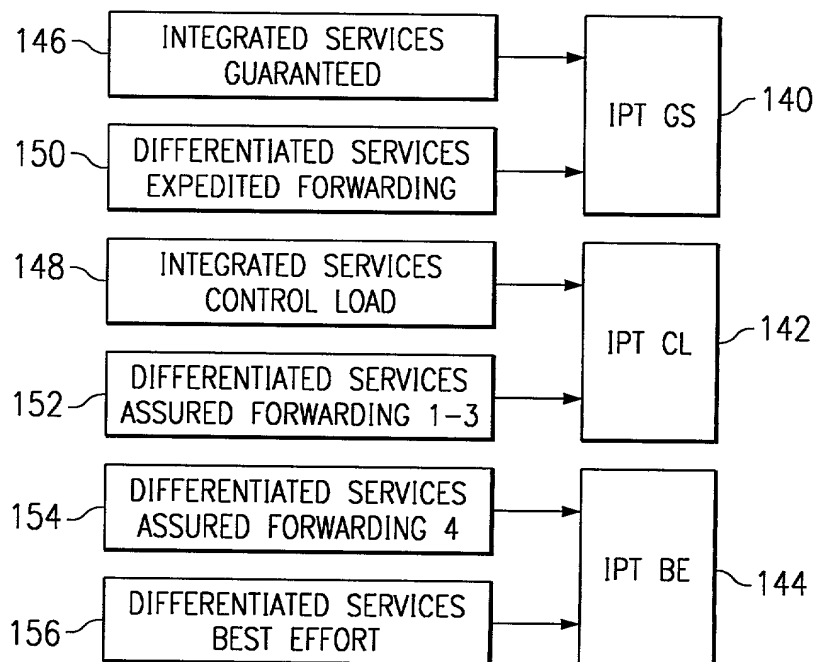 146
INTEGRATED SERVICES
GUARANTEED
150
DIFFERENTIATED SERVICES
EXPEDITED FORWARDING
IPT GS
140
148
INTEGRATED SERVICES
CONTROL LOAD
152
DIFFERENTIATED SERVICES
ASSURED FORWARDING 1-3
IPT CL
142
154
DIFFERENTIATED SERVICES
ASSURED FORWARDING 4
156
DIFFERENTIATED SERVICES
BEST EFFORT
IPT BE
144